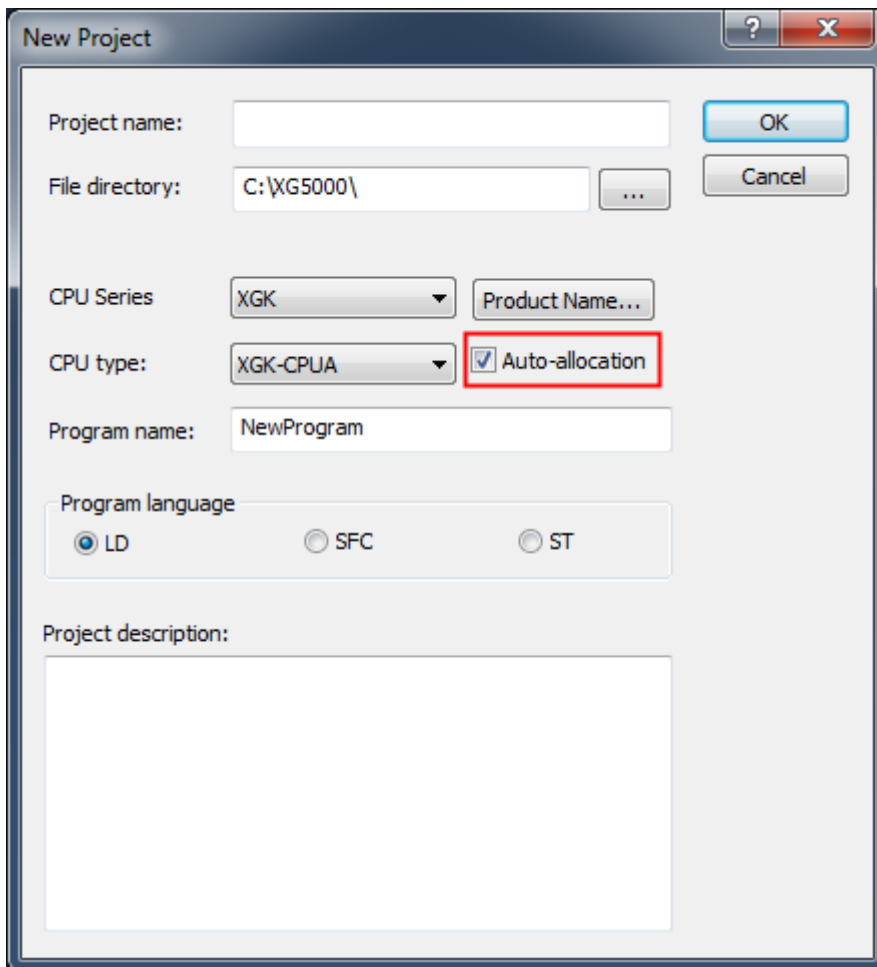 New Project
?
X
Project name:
OK
File directory: C:\XG5000\ ...
Cancel
CPU Series XGK Product Name...
CPU type: XGK-CPUA Auto-allocation
Program name: NewProgram
Program language
LD SFC ST
Project description: